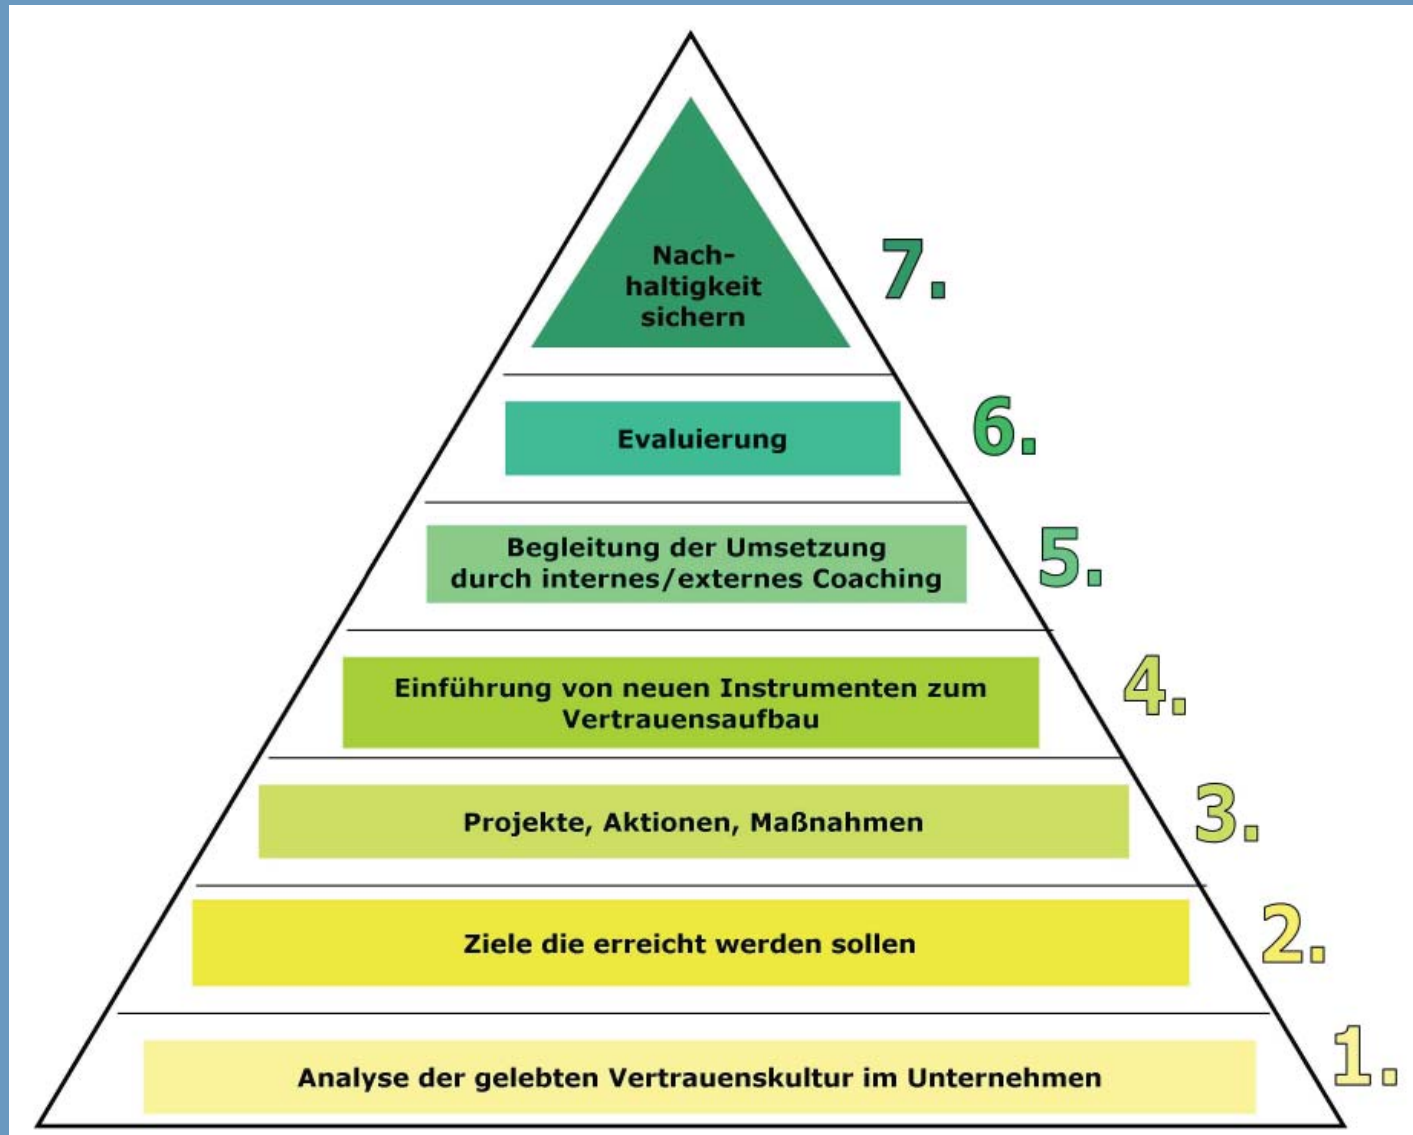 Nach-
haltigkeit
sichern
7.
Evaluierung
6.
Begleitung der Umsetzung
durch internes/externes Coaching
5.
Einführung von neuen Instrumenten zum
Vertrauensaufbau
4.
Projekte, Aktionen, Maßnahmen
3.
Ziele die erreicht werden sollen
2.
Analyse der gelebten Vertrauenskultur im Unternehmen
1.